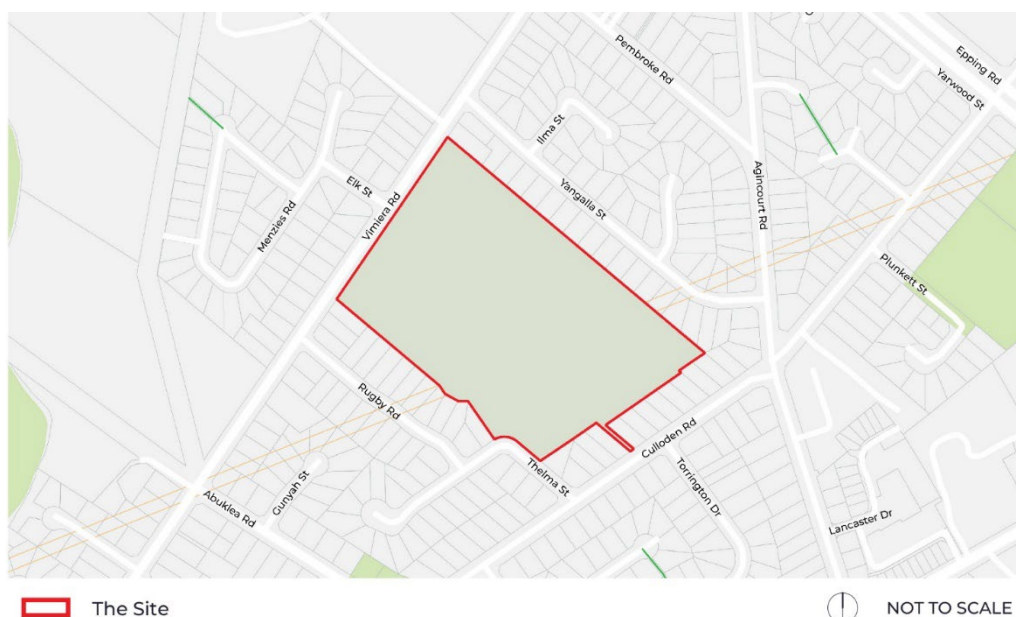 Pembroke Rd
Epping Rd
Yarwood St
Ilma St
Elk St
Vimiera Rd
Yangalla St
Agincourt Rd
Menzies Rd
Plunkett St
Rugby Rd
Culloden Rd
Thelma St
Torrington Dr
Gunyah St
Abuklea Rd
Lancaster Dr
The Site
NOT TO SCALE